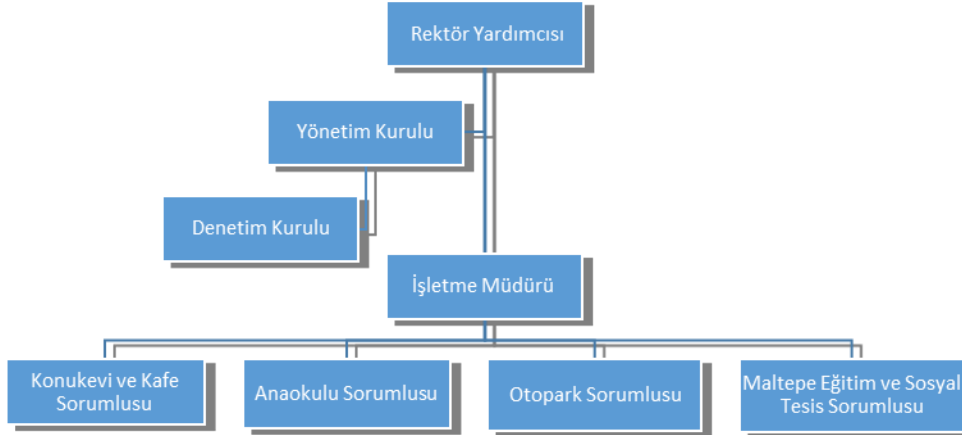 Rektör Yardımcısı
Yönetim Kurulu
Denetim Kurulu
İşletme Müdürü
Konukevi ve Kafe
Sorumlusu
Anaokulu Sorumlusu
Otopark Sorumlusu
Maltepe Eğitim ve Sosyal
Tesis Sorumlusu